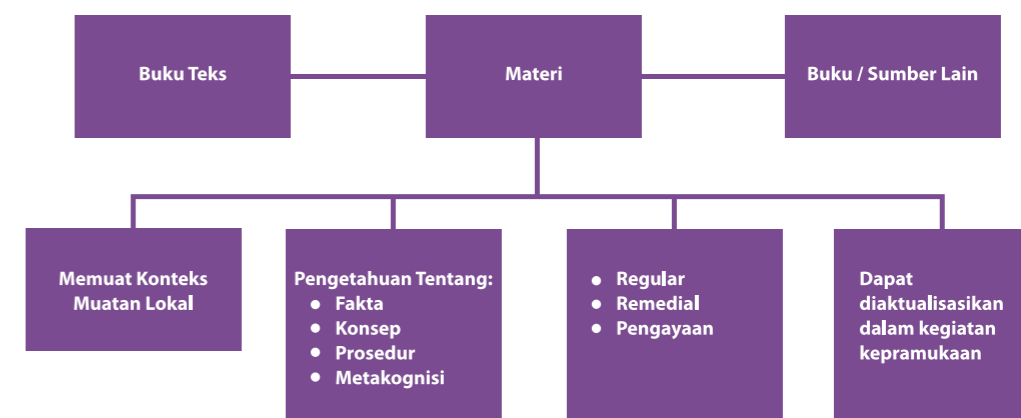 Buku Teks
Materi
Buku / Sumber Lain
Memuat Konteks
Muatan Lokal
Pengetahuan Tentang:
● Fakta
● Konsep
● Prosedur
● Metakognisi
● Regular
● Remedial
● Pengayaan
Dapat
diaktualisasikan
dalam kegiatan
kepramukaan